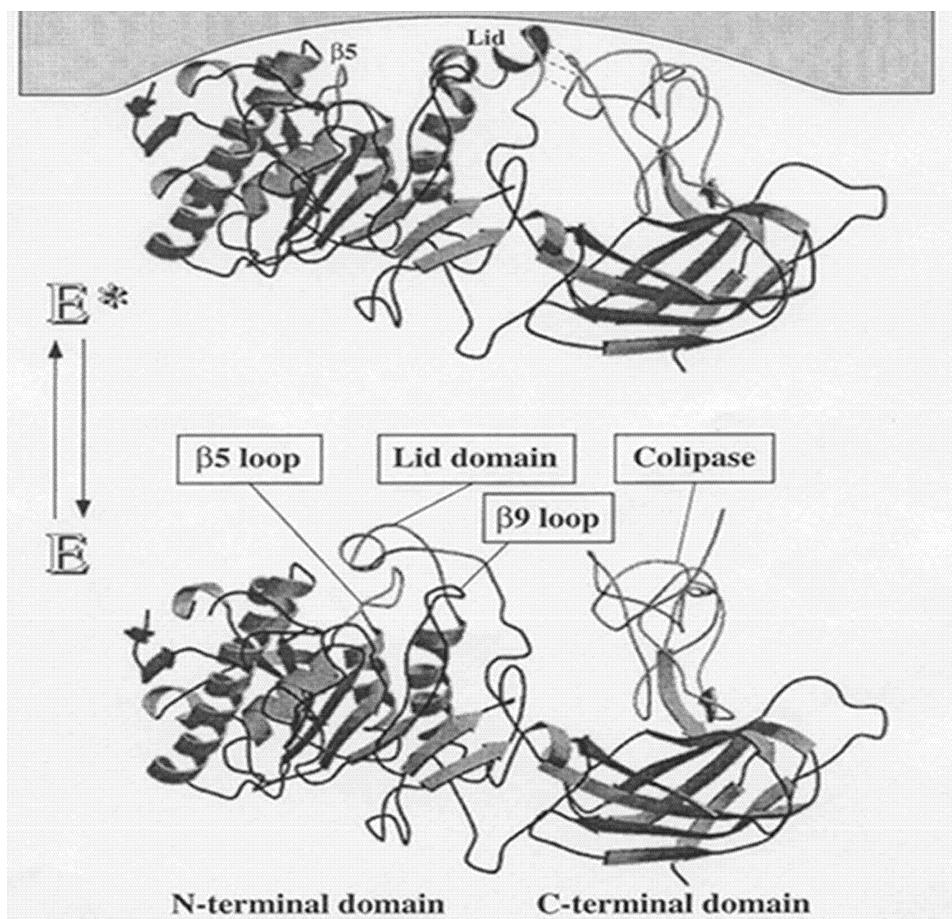 β5
Lid
E*
β5 loop
Lid domain
Colipase
β9 loop
E
N-terminal domain
C-terminal domain